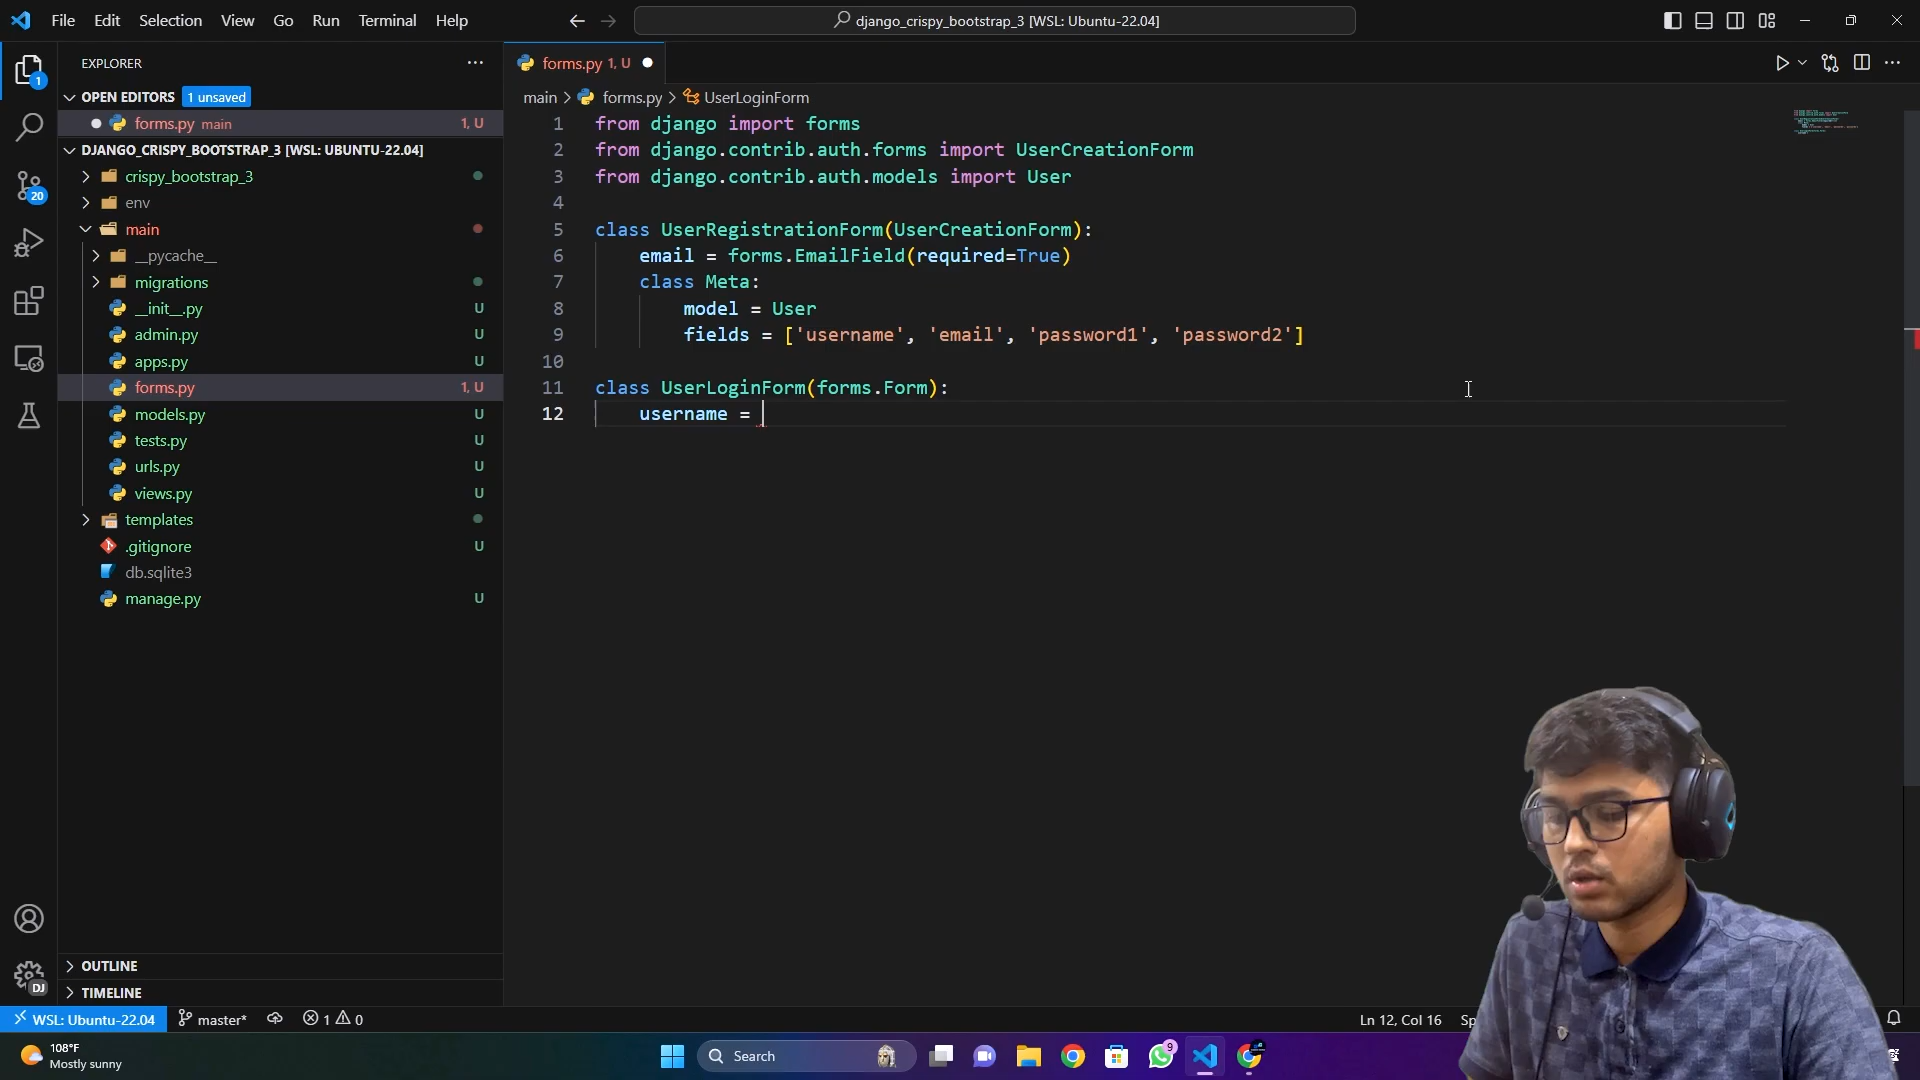 File Edit Selection View Go Run Terminal Help
django_crispy_bootstrap_3 [WSL: Ubuntu-22.04]
EXPLORER
OPEN EDITORS 1 unsaved
forms.py main 1, U
DJANGO_CRISPY_BOOTSTRAP_3 [WSL: UBUNTU-22.04]
crispy_bootstrap_3
env
main
__pycache__
migrations
__init__.py U
admin.py U
apps.py U
forms.py 1, U
models.py U
tests.py U
urls.py U
views.py U
templates
.gitignore U
db.sqlite3
manage.py U
OUTLINE
TIMELINE
1
20
DJ
forms.py 1, U
main > forms.py > UserLoginForm
1 from django import forms
2 from django.contrib.auth.forms import UserCreationForm
3 from django.contrib.auth.models import User
4
5 class UserRegistrationForm(UserCreationForm):
6 email = forms.EmailField(required=True)
7 class Meta:
8 model = User
9 fields = ['username', 'email', 'password1', 'password2']
10
11 class UserLoginForm(forms.Form):
12 username =
WSL: Ubuntu-22.04 master* 1 0 Ln 12, Col 16 Sp
108°F
Mostly sunny
Search
9